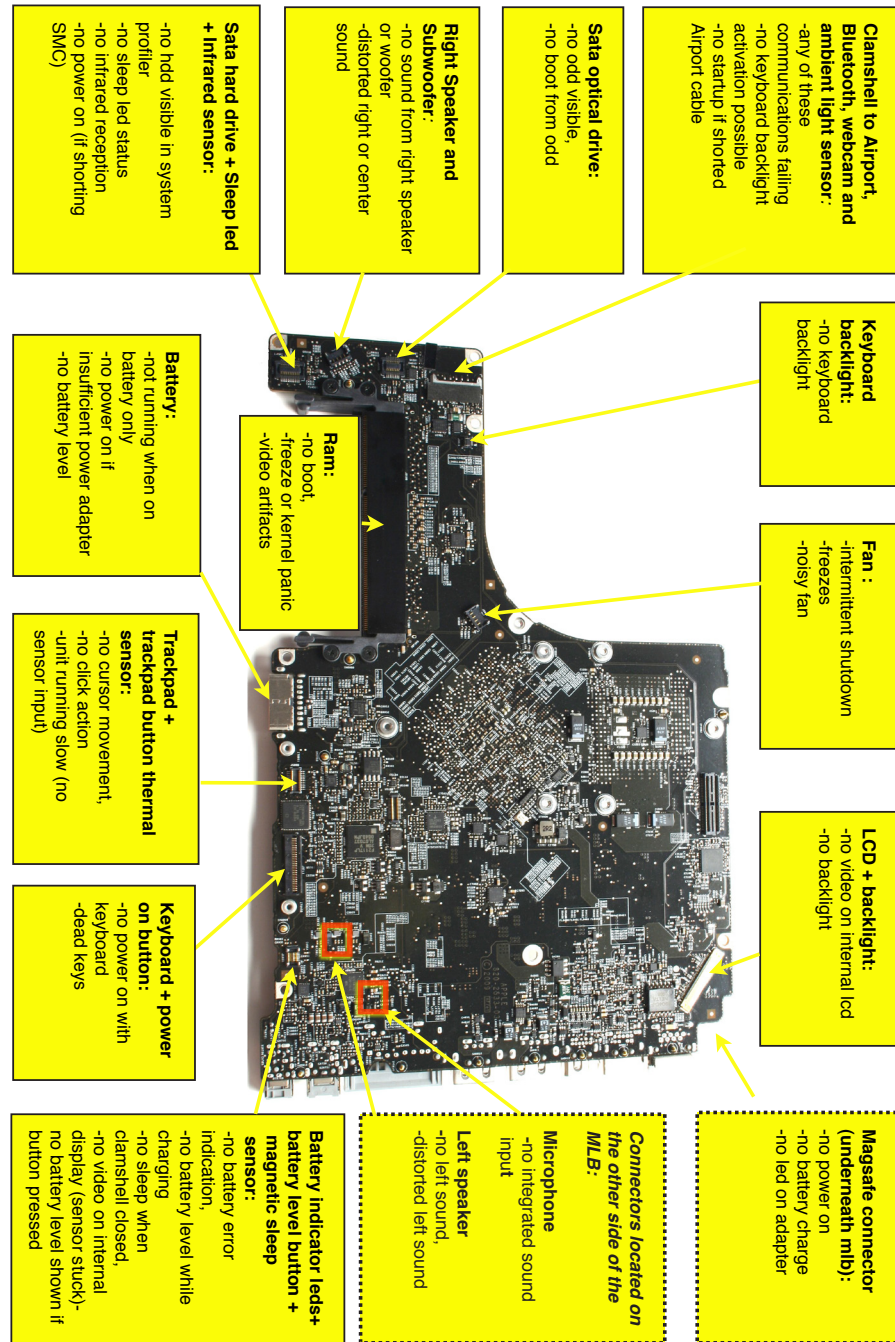 Clamshell to Airport,
Bluetooth, webcam and
ambient light sensor:
-any of these
communications failing
-no keyboard backlight
activation possible
-no startup if shorted
Airport cable
Keyboard
backlight:
-no keyboard
backlight
Fan :
-intermittent shutdown
-freezes
-noisy fan
LCD + backlight:
-no video on internal lcd
-no backlight
Magsafe connector
(underneath mlb):
-no power on
-no battery charge
-no led on adapter
Sata optical drive:
-no odd visible,
-no boot from odd
Right Speaker and
Subwoofer:
-no sound from right speaker
or woofer
-distorted right or center
sound
Sata hard drive + Sleep led
+ Infrared sensor:
-no hdd visible in system
profiler
-no sleep led status
-no infrared reception
-no power on (if shorting
SMC)
Ram:
-no boot,
-freeze or kernel panic
-video artifacts
Connectors located on
the other side of the
MLB:
Microphone
-no integrated sound
input
Left speaker
-no left sound,
-distorted left sound
Battery:
-not running when on
battery only
-no power on if
insufficient power adapter
-no battery level
Trackpad +
trackpad button thermal
sensor:
-no cursor movement,
-no click action
-unit running slow (no
sensor input)
Keyboard + power
on button:
-no power on with
keyboard
-dead keys
Battery indicator leds+
battery level button +
magnetic sleep
sensor:
-no battery error
indication,
-no battery level while
charging
-no sleep when
clamshell closed,
-no video on internal
display (sensor stuck)-
no battery level shown if
button pressed